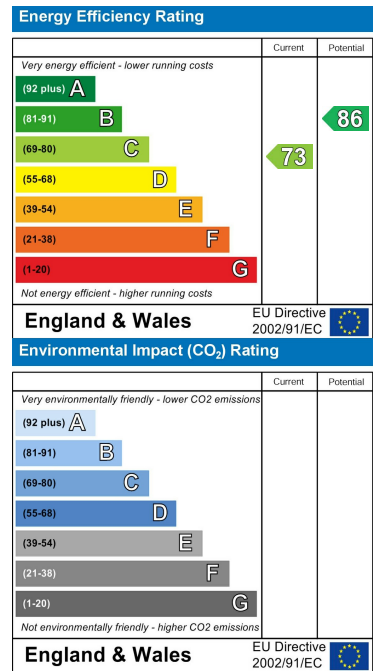 Energy Efficiency Rating
Current Potential
Very energy efficient - lower running costs
(92 plus) A
(81-91) B
86
(69-80) C
73
(55-68) D
(39-54) E
(21-38) F
(1-20) G
Not energy efficient - higher running costs
England & Wales
EU Directive
2002/91/EC
Environmental Impact (CO₂) Rating
Current Potential
Very environmentally friendly - lower CO2 emissions
(92 plus) A
(81-91) B
(69-80) C
(55-68) D
(39-54) E
(21-38) F
(1-20) G
Not environmentally friendly - higher CO2 emissions
England & Wales
EU Directive
2002/91/EC